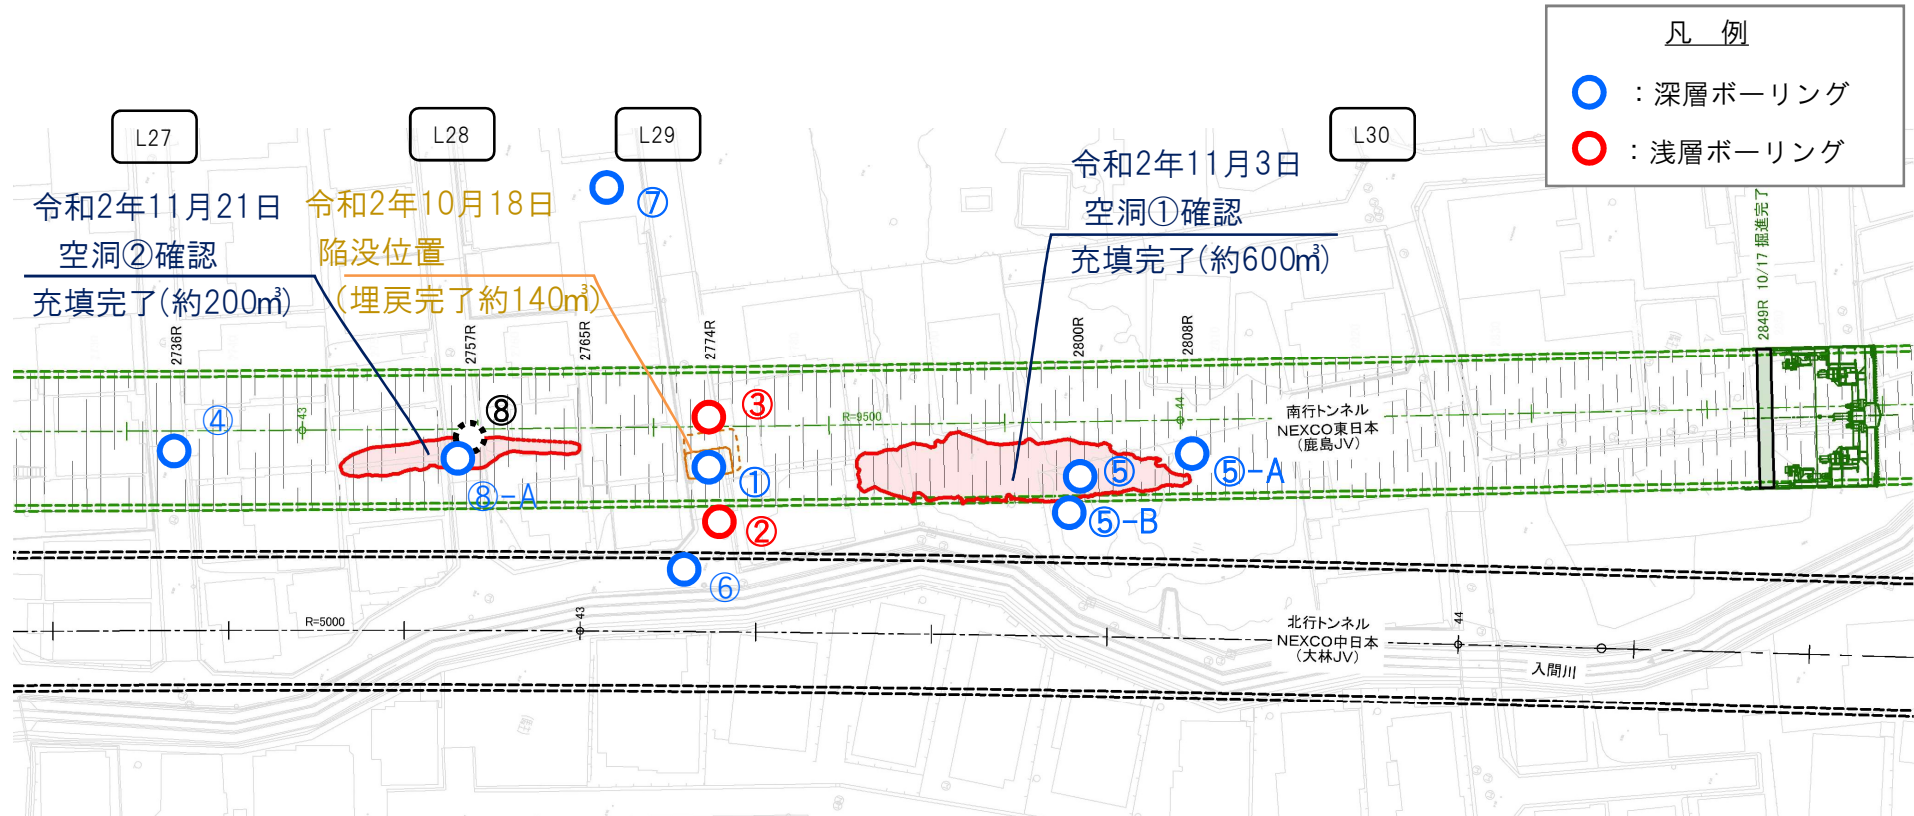 凡 例
：深層ボーリング
：浅層ボーリング
L27
L28
L29
L30
令和2年11月21日
空洞②確認
充填完了(約200㎥)
令和2年10月18日
陥没位置
(埋戻完了約140㎥)
令和2年11月3日
空洞①確認
充填完了(約600㎥)
⑦
2736R
2757R
2765R
2774R
2800R
2808R
2849R 10/17 掘進完了
④
43
⑧
⑧-A
③
①
②
⑥
R=9500
⑤
⑤-A
⑤-B
44
南行トンネル
NEXCO東日本
(鹿島JV)
R=5000
43
北行トンネル
NEXCO中日本
(大林JV)
44
入間川